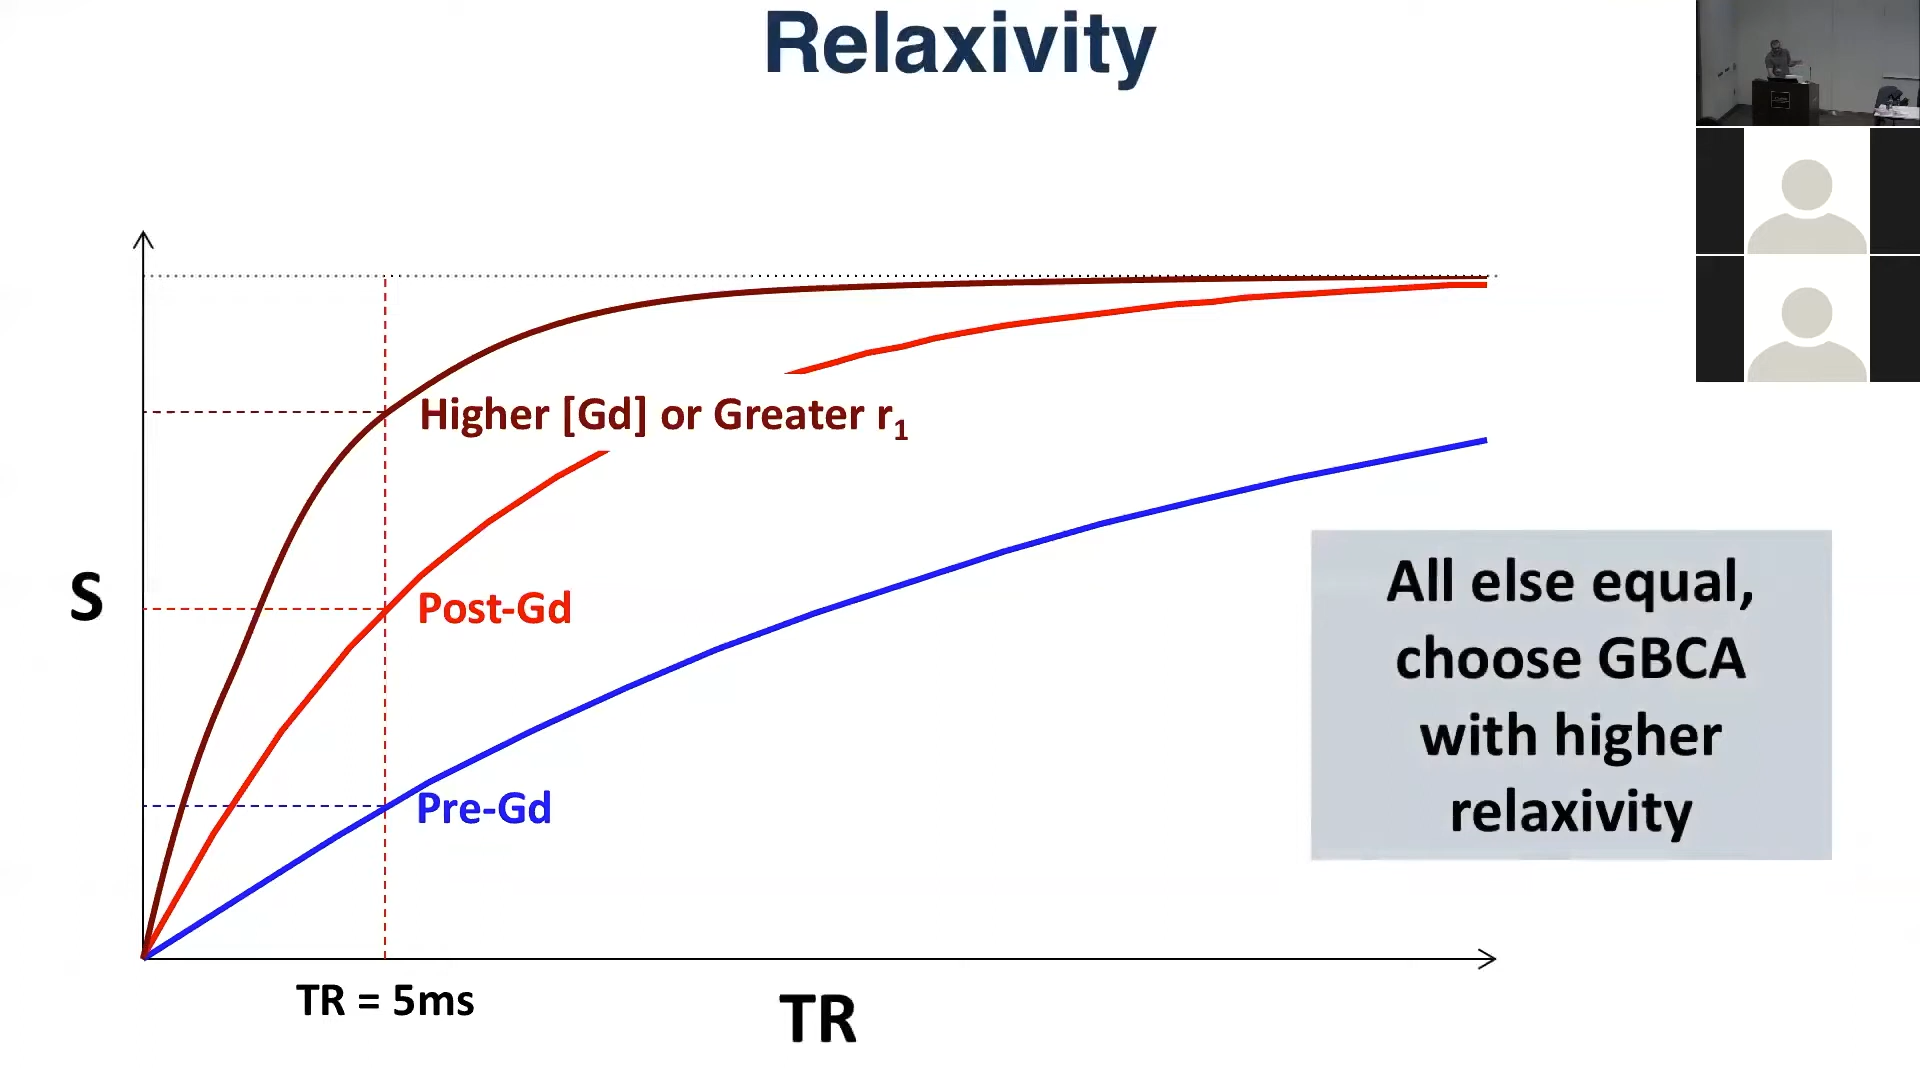 Relaxivity
Higher [Gd] or Greater r1
Post-Gd
Pre-Gd
S
TR = 5ms
TR
All else equal,
choose GBCA
with higher
relaxivity